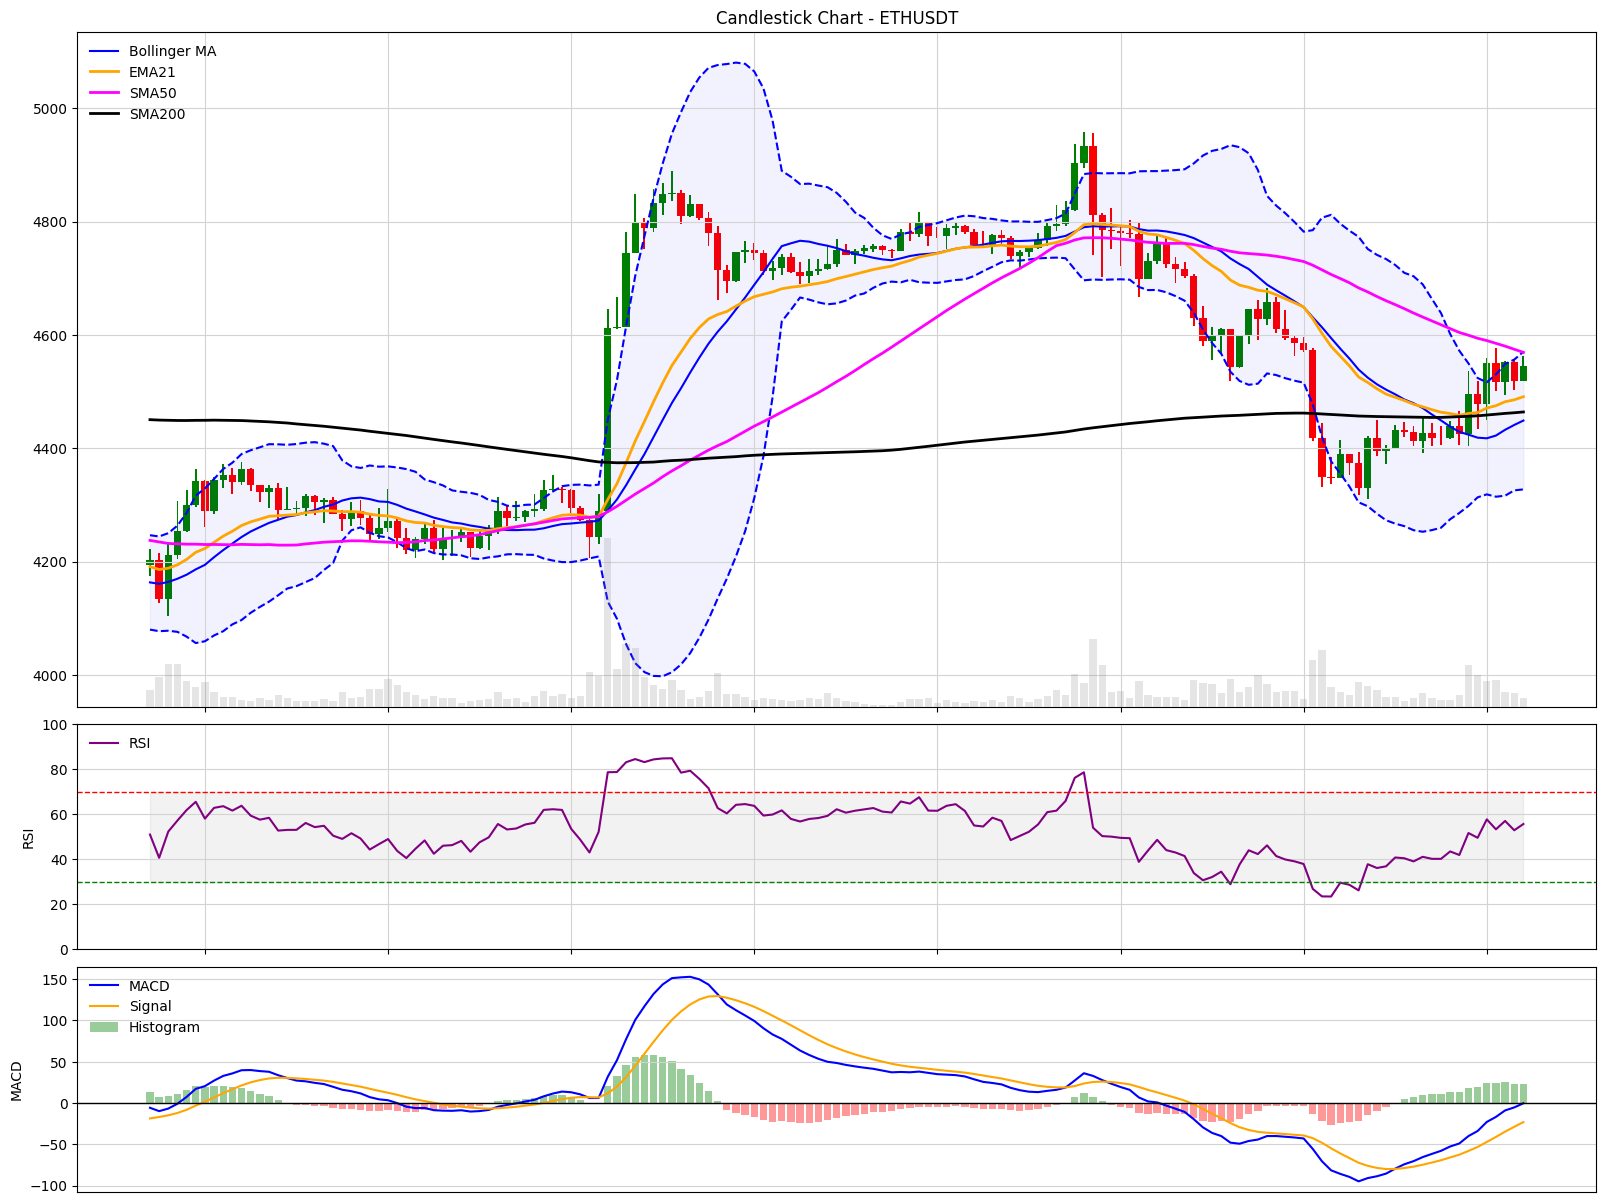 Candlestick Chart - ETHUSDT
Bollinger MA
EMA21
SMA50
SMA200
5000
4800
4600
4400
4200
4000
RSI
100
80
60
40
20
0
RSI
MACD
Signal
Histogram
150
100
50
0
−50
−100
MACD